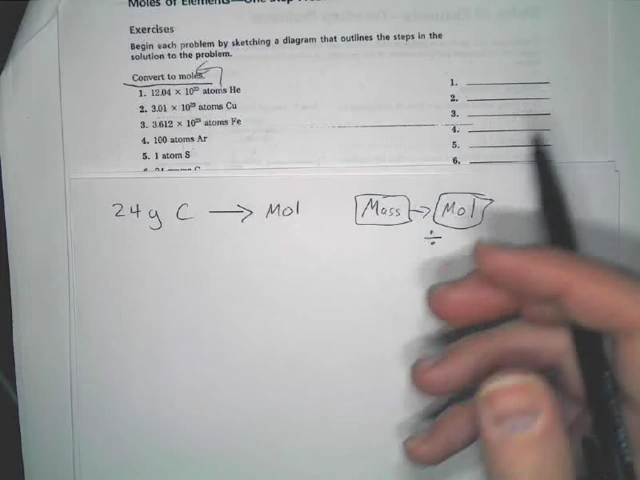 Moles of Elements—One Step
Exercises
Begin each problem by sketching a diagram that outlines the steps in the
solution to the problem.
Convert to moles
1. 12.04 × 10²³ atoms He
2. 3.01 × 10²³ atoms Cu
3. 3.612 × 10²³ atoms Fe
4. 100 atoms Ar
5. 1 atom S
1.
2.
3.
4.
5.
6.
24g C → Mol
Mass → Mol
÷